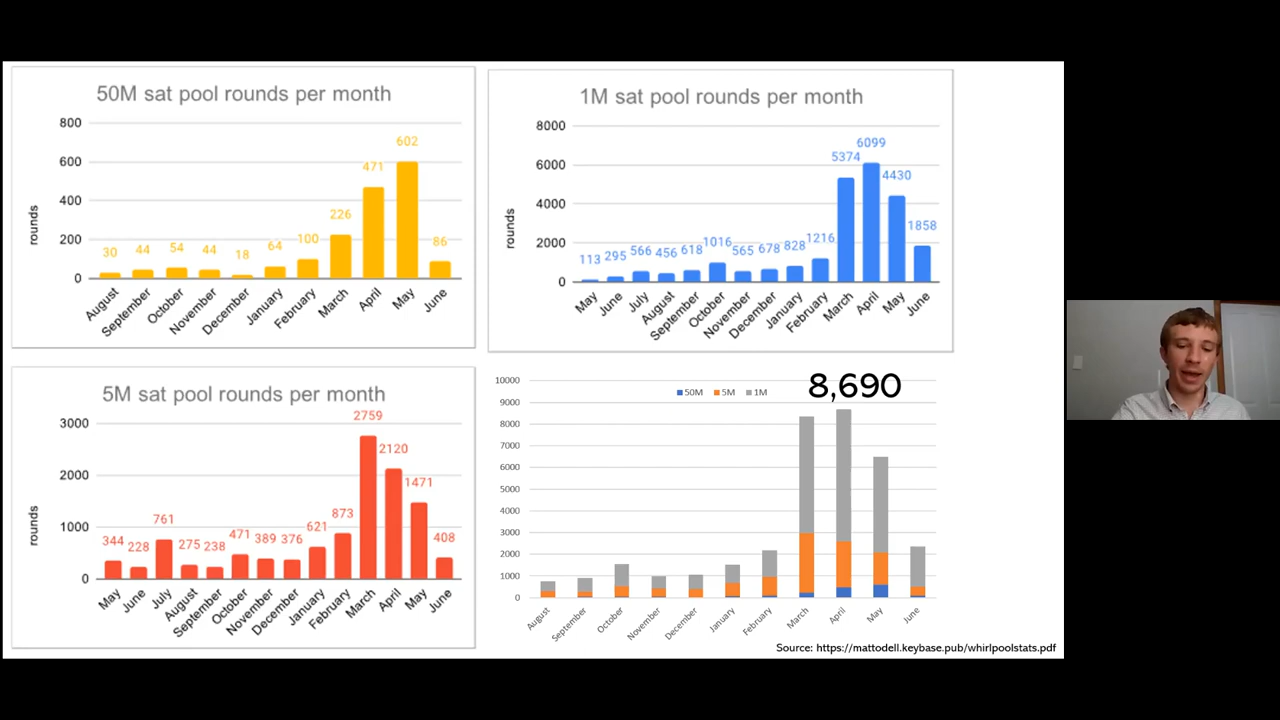 50M sat pool rounds per month
800
600
400
200
0
rounds
30
44
54
44
18
64
100
226
471
602
86
August
September
October
November
December
January
February
March
April
May
June
1M sat pool rounds per month
8000
6000
4000
2000
0
rounds
113
295
566
456
618
1016
565
678
828
1216
5374
6099
4430
1858
May
June
July
August
September
October
November
December
January
February
March
April
May
June
5M sat pool rounds per month
3000
2000
1000
0
rounds
344
228
761
275
238
471
389
376
621
873
2759
2120
1471
408
May
June
July
August
September
October
November
December
January
February
March
April
May
June
8,690
50M
5M
1M
10000
9000
8000
7000
6000
5000
4000
3000
2000
1000
0
August
September
October
November
December
January
February
March
April
May
June
Source: https://mattodell.keybase.pub/whirlpoolstats.pdf